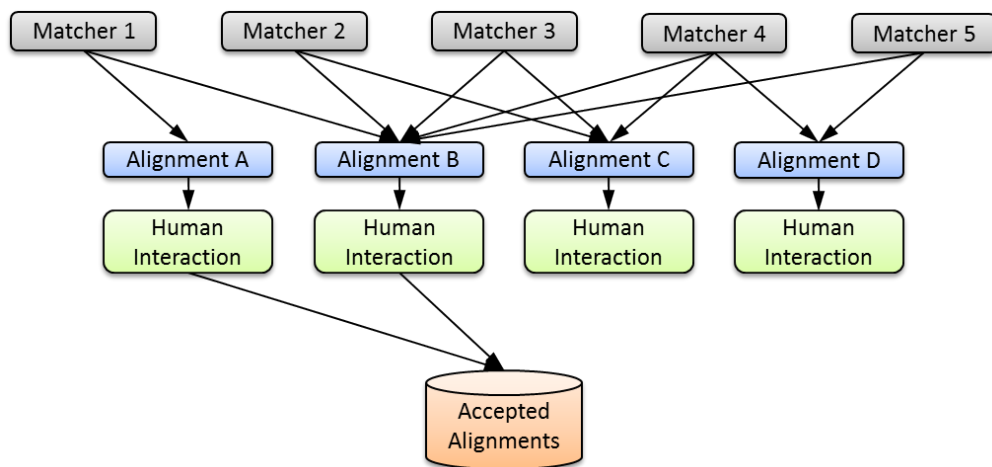 Matcher 1
Matcher 2
Matcher 3
Matcher 4
Matcher 5
Alignment A
Alignment B
Alignment C
Alignment D
Human
Interaction
Human
Interaction
Human
Interaction
Human
Interaction
Accepted
Alignments